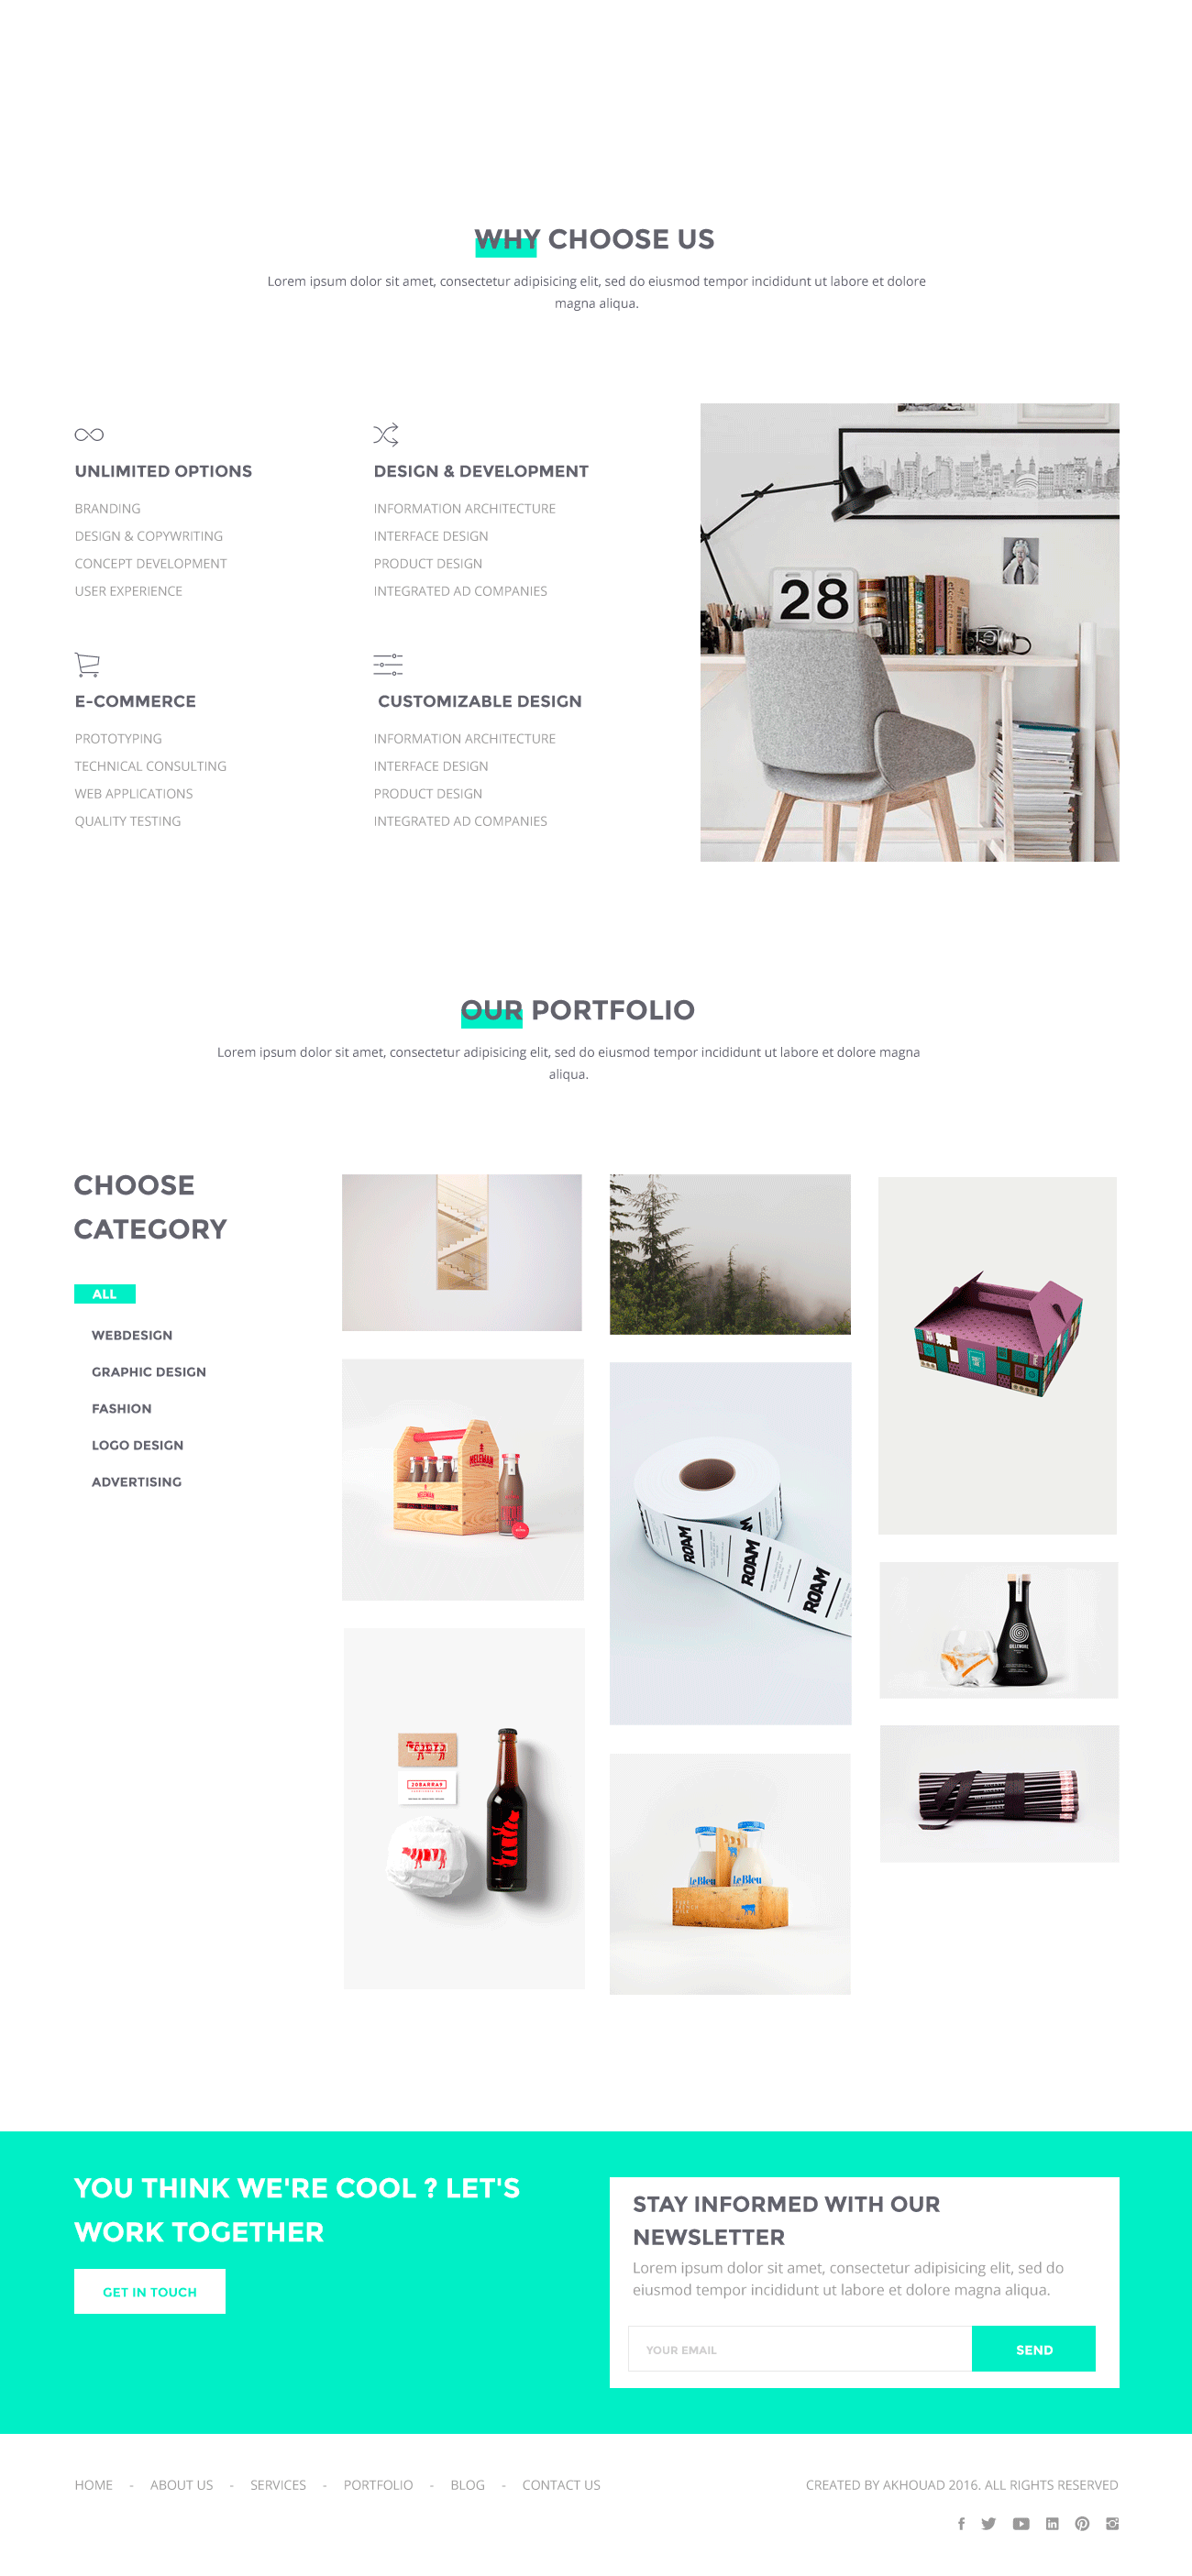 WHY CHOOSE US
Lorem ipsum dolor sit amet, consectetur adipisicing elit, sed do eiusmod tempor incididunt ut labore et dolore
magna aliqua.
UNLIMITED OPTIONS
BRANDING
DESIGN & COPYWRITING
CONCEPT DEVELOPMENT
USER EXPERIENCE
DESIGN & DEVELOPMENT
INFORMATION ARCHITECTURE
INTERFACE DESIGN
PRODUCT DESIGN
INTEGRATED AD COMPANIES
E-COMMERCE
PROTOTYPING
TECHNICAL CONSULTING
WEB APPLICATIONS
QUALITY TESTING
CUSTOMIZABLE DESIGN
INFORMATION ARCHITECTURE
INTERFACE DESIGN
PRODUCT DESIGN
INTEGRATED AD COMPANIES
28
OUR PORTFOLIO
Lorem ipsum dolor sit amet, consectetur adipisicing elit, sed do eiusmod tempor incididunt ut labore et dolore magna
aliqua.
CHOOSE
CATEGORY
ALL
WEBDESIGN
GRAPHIC DESIGN
FASHION
LOGO DESIGN
ADVERTISING
MELEMAN
MELEMAN
ROAM
ROAM
ROAM
20BARRA9
LeBleu
LeBleu
YOU THINK WE'RE COOL ? LET'S
WORK TOGETHER
GET IN TOUCH
STAY INFORMED WITH OUR
NEWSLETTER
Lorem ipsum dolor sit amet, consectetur adipisicing elit, sed do
eiusmod tempor incididunt ut labore et dolore magna aliqua.
YOUR EMAIL
SEND
HOME - ABOUT US - SERVICES - PORTFOLIO - BLOG - CONTACT US
CREATED BY AKHOUAD 2016. ALL RIGHTS RESERVED